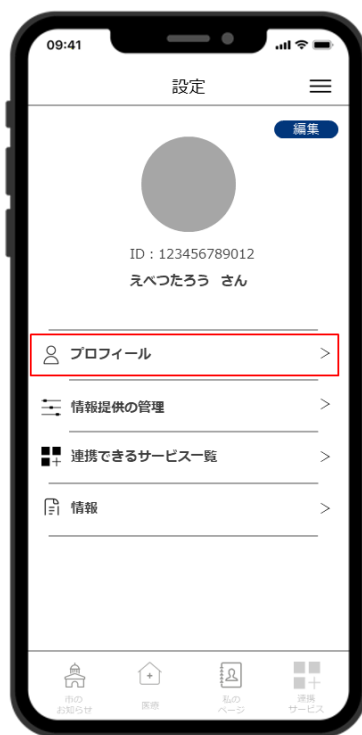 09:41
設定
編集
ID：123456789012
えべつたろう さん
プロフィール
情報提供の管理
連携できるサービス一覧
情報
市の
お知らせ
医療
私の
ページ
連携
サービス